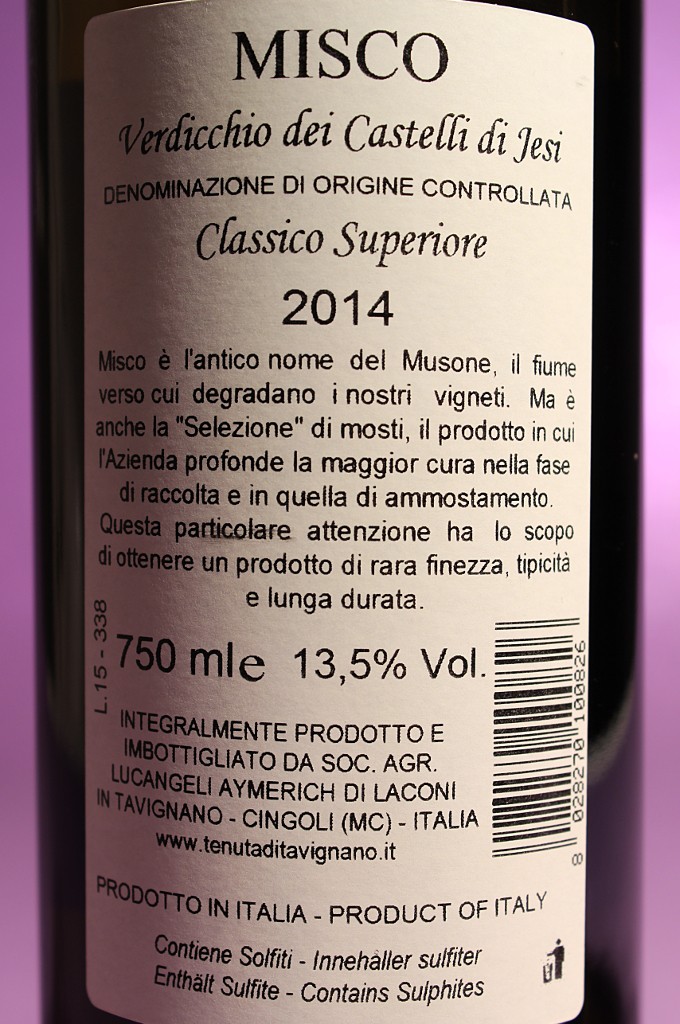 MISCO
Verdicchio dei Castelli di Jesi
DENOMINAZIONE DI ORIGINE CONTROLLATA
Classico Superiore
2014
Misco è l'antico nome del Musone, il fiume
verso cui degradano i nostri vigneti. Ma è
anche la "Selezione" di mosti, il prodotto in cui
l'Azienda profonde la maggior cura nella fase
di raccolta e in quella di ammostamento.
Questa particolare attenzione ha lo scopo
di ottenere un prodotto di rara finezza, tipicità
e lunga durata.
L.15 - 338
750 mle 13,5% Vol.
INTEGRALMENTE PRODOTTO E
IMBOTTIGLIATO DA SOC. AGR.
LUCANGELI AYMERICH DI LACONI
IN TAVIGNANO - CINGOLI (MC) - ITALIA
www.tenutaditavignano.it
8 028270 100826
PRODOTTO IN ITALIA - PRODUCT OF ITALY
Contiene Solfiti - Innehåller sulfiter
Enthält Sulfite - Contains Sulphites